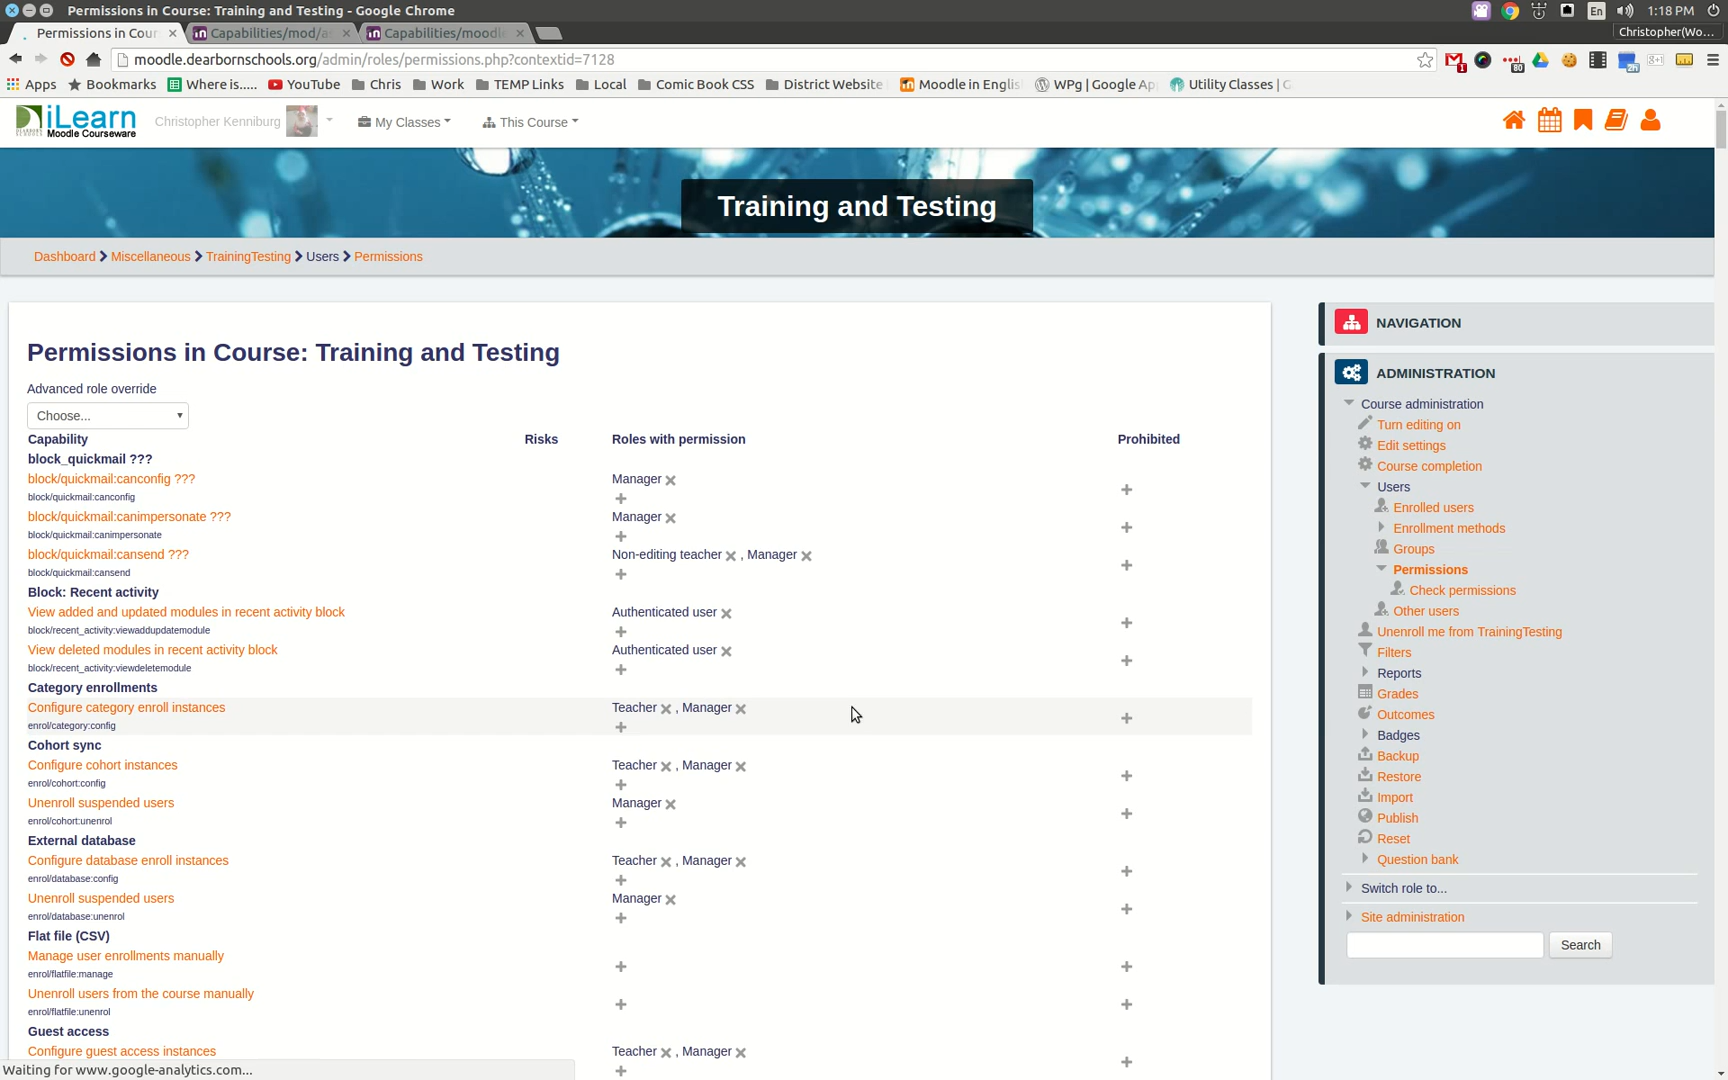 Permissions in Course: Training and Testing - Google Chrome
En 1:18 PM
Permissions in Cour
Capabilities/mod/a
Capabilities/moodle
Christopher(Wo...
moodle.dearbornschools.org/admin/roles/permissions.php?contextid=7128
Apps Bookmarks Where is..... YouTube Chris Work TEMP Links Local Comic Book CSS District Website Moodle in Englis WPg | Google Ap Utility Classes | G
iLearn
Moodle Courseware
Christopher Kenniburg My Classes This Course
Training and Testing
Dashboard Miscellaneous TrainingTesting Users Permissions
Permissions in Course: Training and Testing
Advanced role override
Choose...
Capability Risks Roles with permission Prohibited
block_quickmail ???
block/quickmail:canconfig ??? Manager
block/quickmail:canconfig
block/quickmail:canimpersonate ??? Manager
block/quickmail:canimpersonate
block/quickmail:cansend ??? Non-editing teacher , Manager
block/quickmail:cansend
Block: Recent activity
View added and updated modules in recent activity block Authenticated user
block/recent_activity:viewaddupdatemodule
View deleted modules in recent activity block Authenticated user
block/recent_activity:viewdeletemodule
Category enrollments
Configure category enroll instances Teacher , Manager
enrol/category:config
Cohort sync
Configure cohort instances Teacher , Manager
enrol/cohort:config
Unenroll suspended users Manager
enrol/cohort:unenrol
External database
Configure database enroll instances Teacher , Manager
enrol/database:config
Unenroll suspended users Manager
enrol/database:unenrol
Flat file (CSV)
Manage user enrollments manually
enrol/flatfile:manage
Unenroll users from the course manually
enrol/flatfile:unenrol
Guest access
Configure guest access instances Teacher , Manager
Waiting for www.google-analytics.com...
NAVIGATION
ADMINISTRATION
Course administration
Turn editing on
Edit settings
Course completion
Users
Enrolled users
Enrollment methods
Groups
Permissions
Check permissions
Other users
Unenroll me from TrainingTesting
Filters
Reports
Grades
Outcomes
Badges
Backup
Restore
Import
Publish
Reset
Question bank
Switch role to...
Site administration
Search